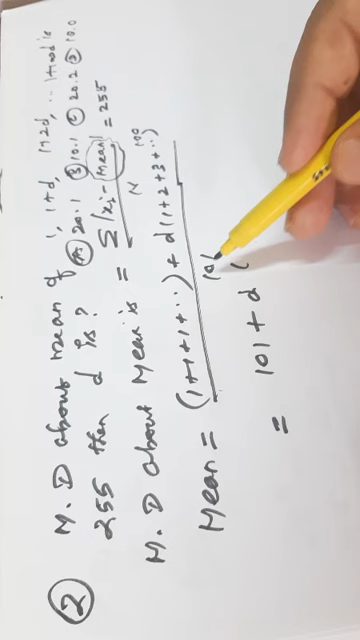 ② M.D about mean of 1, 1+d, 1+2d, .. 1+100d is
255 then d is? Ⓐ 20.1 Ⓑ 10.1 Ⓒ 20.2 Ⓓ 10.0
M.D about Mean is = Σ|xᵢ - Mean| / N = 255
Mean = (1+1+1+..) + d(1+2+3+..100) / 101
= 101 + d (